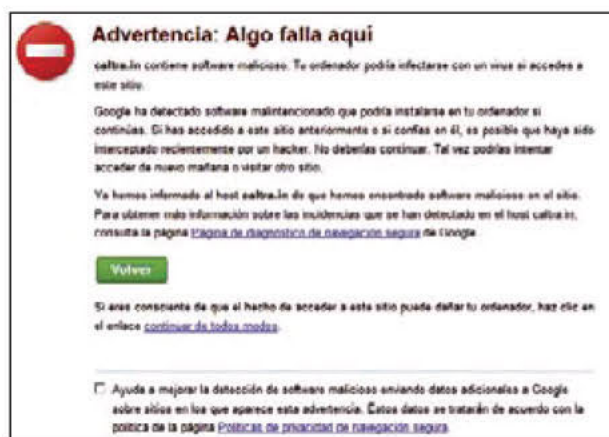 Advertencia: Algo falla aquí
caltra.in contiene software malicioso. Tu ordenador podría infectarse con un virus si accedes a
este sitio.
Google ha detectado software malintencionado que podría instalarse en tu ordenador si
continúas. Si has accedido a este sitio anteriormente o si confías en él, es posible que haya sido
interceptado recientemente por un hacker. No deberías continuar. Tal vez podrías intentar
acceder de nuevo mañana o visitar otro sitio.
Ya hemos informado al host caltra.in de que hemos encontrado software malicioso en el sitio.
Para obtener más información sobre las incidencias que se han detectado en el host caltra.in,
consulta la página Página de diagnóstico de navegación segura de Google.
Volver
Si eres consciente de que el hecho de acceder a este sitio puede dañar tu ordenador, haz clic en
el enlace continuar de todos modos.
Ayuda a mejorar la detección de software malicioso enviando datos adicionales a Google
sobre sitios en los que aparece esta advertencia. Estos datos se tratarán de acuerdo con la
política de la página Políticas de privacidad de navegación segura.